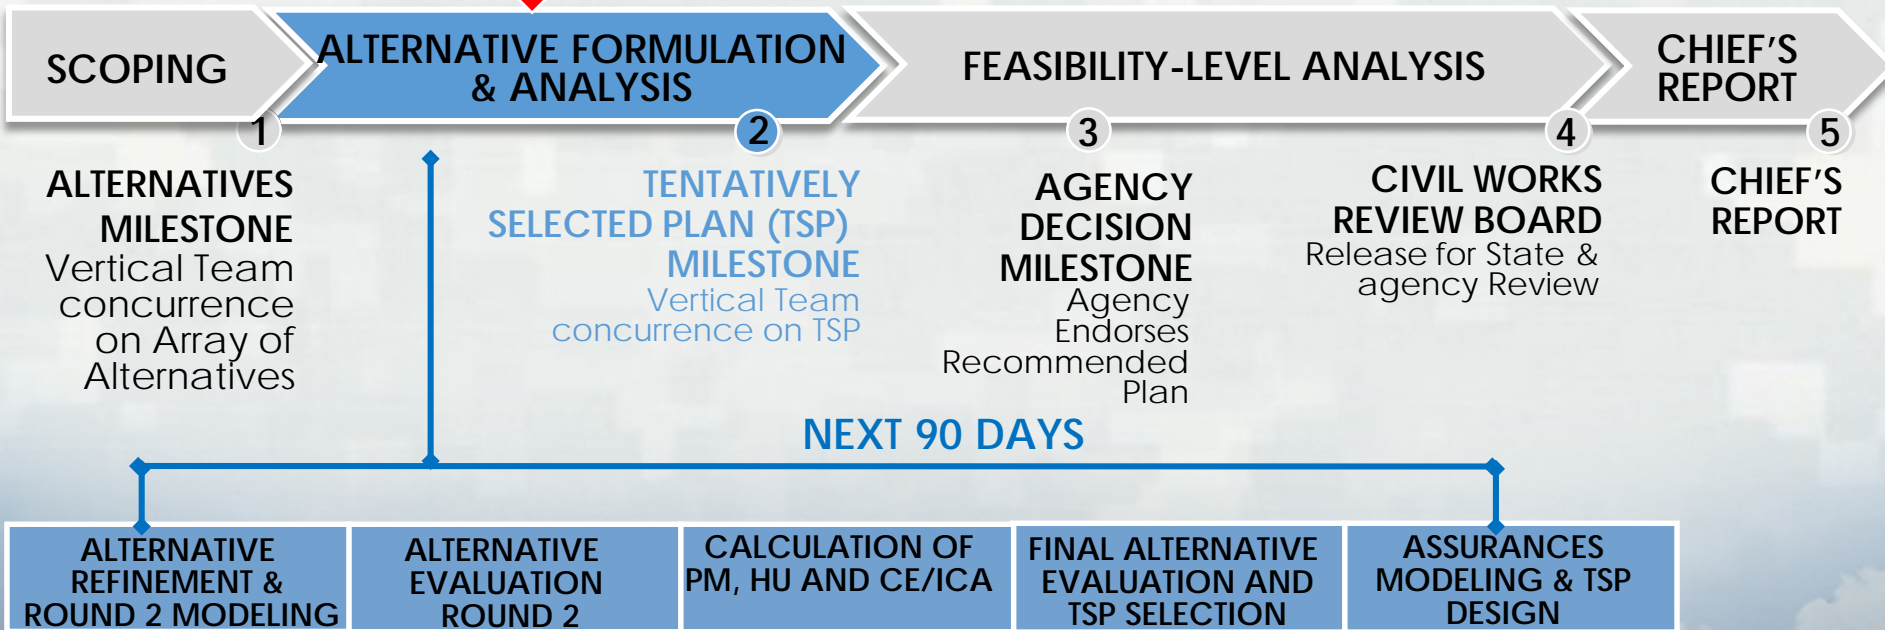 SCOPING
ALTERNATIVE FORMULATION
& ANALYSIS
FEASIBILITY-LEVEL ANALYSIS
CHIEF'S
REPORT
1
2
3
4
5
ALTERNATIVES
MILESTONE
Vertical Team
concurrence
on Array of
Alternatives
TENTATIVELY
SELECTED PLAN (TSP)
MILESTONE
Vertical Team
concurrence on TSP
AGENCY
DECISION
MILESTONE
Agency
Endorses
Recommended
Plan
CIVIL WORKS
REVIEW BOARD
Release for State &
agency Review
CHIEF'S
REPORT
NEXT 90 DAYS
ALTERNATIVE
REFINEMENT &
ROUND 2 MODELING
ALTERNATIVE
EVALUATION
ROUND 2
CALCULATION OF
PM, HU AND CE/ICA
FINAL ALTERNATIVE
EVALUATION AND
TSP SELECTION
ASSURANCES
MODELING & TSP
DESIGN